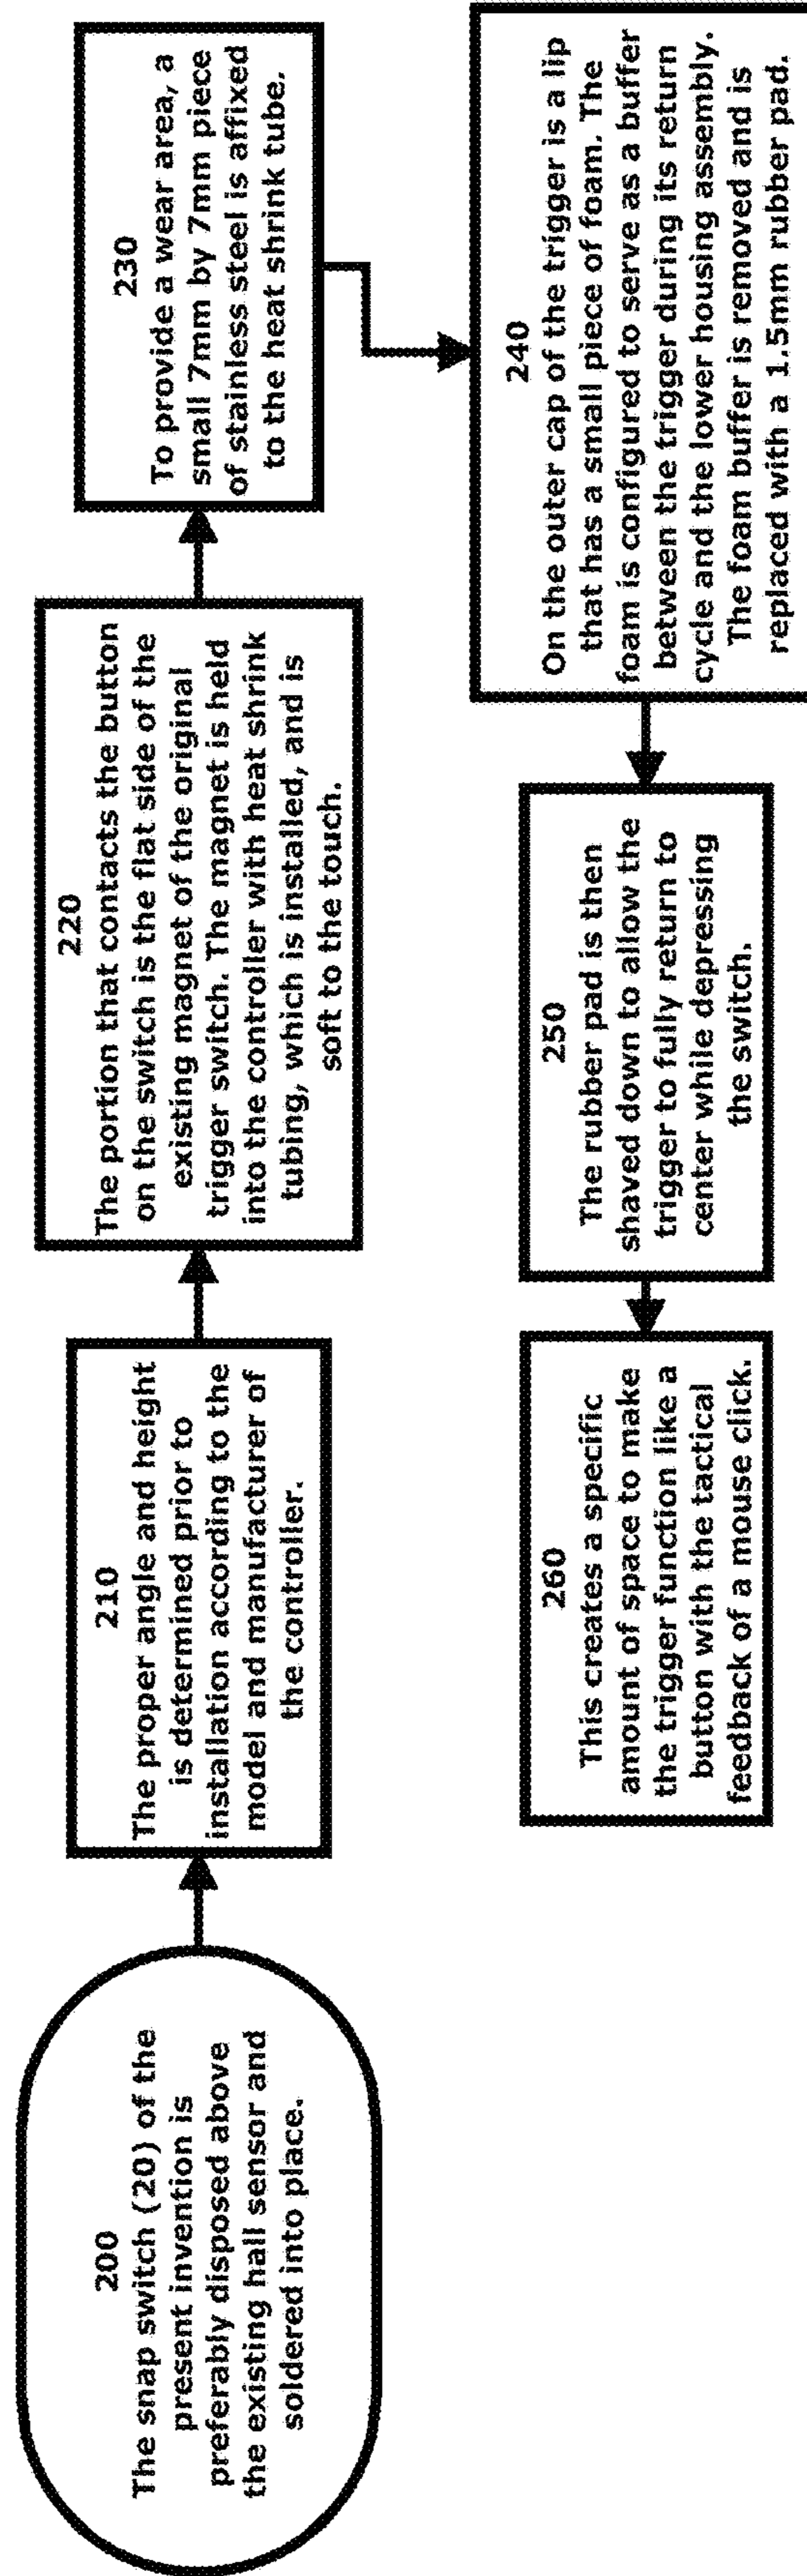 200
The snap switch (20) of the
present invention is
preferably disposed above
the existing hall sensor and
soldered into place.
210
The proper angle and height
is determined prior to
installation according to the
model and manufacturer of
the controller.
220
The portion that contacts the button
on the switch is the flat side of the
existing magnet of the original
trigger switch. The magnet is held
into the controller with heat shrink
tubing, which is installed, and is
soft to the touch.
230
To provide a wear area, a
small 7mm by 7mm piece
of stainless steel is affixed
to the heat shrink tube.
240
On the outer cap of the trigger is a lip
that has a small piece of foam. The
foam is configured to serve as a buffer
between the trigger during its return
cycle and the lower housing assembly.
The foam buffer is removed and is
replaced with a 1.5mm rubber pad.
250
The rubber pad is then
shaved down to allow the
trigger to fully return to
center while depressing
the switch.
260
This creates a specific
amount of space to make
the trigger function like a
button with the tactical
feedback of a mouse click.